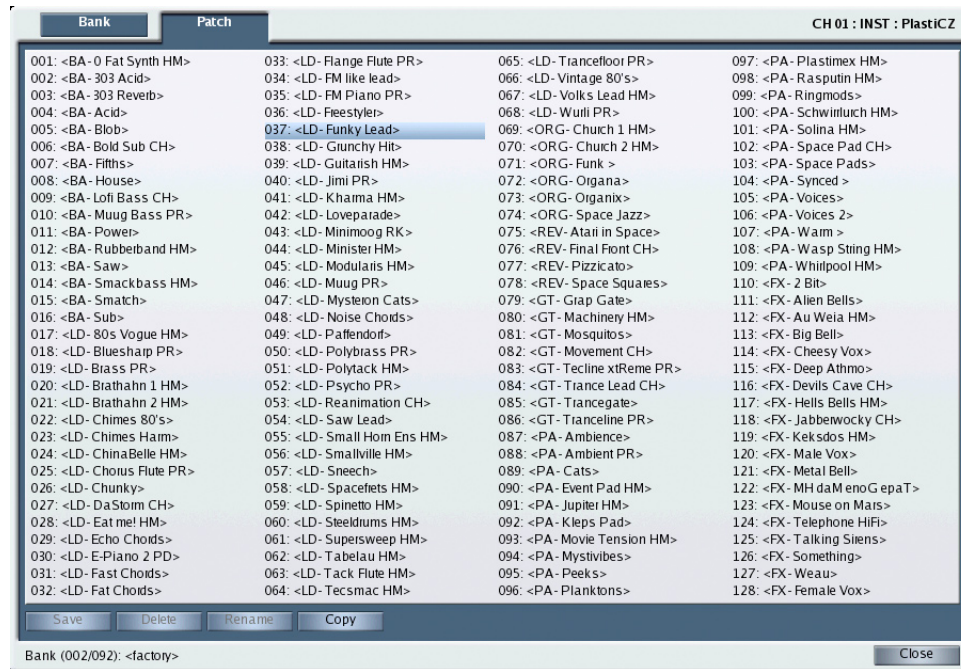 Bank
Patch
CH 01 : INST : PlastiCZ
001: <BA- 0 Fat Synth HM>
002: <BA- 303 Acid>
003: <BA- 303 Reverb>
004: <BA- Acid>
005: <BA- Blob>
006: <BA- Bold Sub CH>
007: <BA- Fifths>
008: <BA- House>
009: <BA- Lofi Bass CH>
010: <BA- Muug Bass PR>
011: <BA- Power>
012: <BA- Rubberband HM>
013: <BA- Saw>
014: <BA- Smackbass HM>
015: <BA- Smatch>
016: <BA- Sub>
017: <LD- 80s Vogue HM>
018: <LD- Bluesharp PR>
019: <LD- Brass PR>
020: <LD- Brathahn 1 HM>
021: <LD- Brathahn 2 HM>
022: <LD- Chimes 80's>
023: <LD- Chimes Harm>
024: <LD- ChinaBelle HM>
025: <LD- Chorus Flute PR>
026: <LD- Chunky>
027: <LD- DaStorm CH>
028: <LD- Eat me! HM>
029: <LD- Echo Chords>
030: <LD- E-Piano 2 PD>
031: <LD- Fast Chords>
032: <LD- Fat Chords>
033: <LD- Flange Flute PR>
034: <LD- FM like lead>
035: <LD- FM Piano PR>
036: <LD- Freestyler>
037: <LD- Funky Lead>
038: <LD- Grunchy Hit>
039: <LD- Guitarish HM>
040: <LD- Jimi PR>
041: <LD- Kharma HM>
042: <LD- Loveparade>
043: <LD- Minimoog RK>
044: <LD- Minister HM>
045: <LD- Modularis HM>
046: <LD- Muug PR>
047: <LD- Mysteron Cats>
048: <LD- Noise Chords>
049: <LD- Paffendorf>
050: <LD- Polybrass PR>
051: <LD- Polytack HM>
052: <LD- Psycho PR>
053: <LD- Reanimation CH>
054: <LD- Saw Lead>
055: <LD- Small Horn Ens HM>
056: <LD- Smallville HM>
057: <LD- Sneech>
058: <LD- Spacefrets HM>
059: <LD- Spinetto HM>
060: <LD- Steeldrums HM>
061: <LD- Supersweep HM>
062: <LD- Tabelau HM>
063: <LD- Tack Flute HM>
064: <LD- Tecsmac HM>
065: <LD- Trancefloor PR>
066: <LD- Vintage 80's>
067: <LD- Volks Lead HM>
068: <LD- Wurli PR>
069: <ORG- Church 1 HM>
070: <ORG- Church 2 HM>
071: <ORG- Funk >
072: <ORG- Organa>
073: <ORG- Organix>
074: <ORG- Space Jazz>
075: <REV- Atari in Space>
076: <REV- Final Front CH>
077: <REV- Pizzicato>
078: <REV- Space Squares>
079: <GT- Grap Gate>
080: <GT- Machinery HM>
081: <GT- Mosquitos>
082: <GT- Movement CH>
083: <GT- Tecline xtReme PR>
084: <GT- Trance Lead CH>
085: <GT- Trancegate>
086: <GT- Tranceline PR>
087: <PA- Ambience>
088: <PA- Ambient PR>
089: <PA- Cats>
090: <PA- Event Pad HM>
091: <PA- Jupiter HM>
092: <PA- Kleps Pad>
093: <PA- Movie Tension HM>
094: <PA- Mystivibes>
095: <PA- Peeks>
096: <PA- Planktons>
097: <PA- Plastimex HM>
098: <PA- Rasputin HM>
099: <PA- Ringmods>
100: <PA- Schwirrlurch HM>
101: <PA- Solina HM>
102: <PA- Space Pad CH>
103: <PA- Space Pads>
104: <PA- Synced >
105: <PA- Voices>
106: <PA- Voices 2>
107: <PA- Warm >
108: <PA- Wasp String HM>
109: <PA- Whirlpool HM>
110: <FX- 2 Bit>
111: <FX- Alien Bells>
112: <FX- Au Weia HM>
113: <FX- Big Bell>
114: <FX- Cheesy Vox>
115: <FX- Deep Athmo>
116: <FX- Devils Cave CH>
117: <FX- Hells Bells HM>
118: <FX- Jabberwocky CH>
119: <FX- Keksdos HM>
120: <FX- Male Vox>
121: <FX- Metal Bell>
122: <FX- MH daM enoG epaT>
123: <FX- Mouse on Mars>
124: <FX- Telephone HiFi>
125: <FX- Talking Sirens>
126: <FX- Something>
127: <FX- Weau>
128: <FX- Female Vox>
Save
Delete
Rename
Copy
Bank (002/092): <factory>
Close